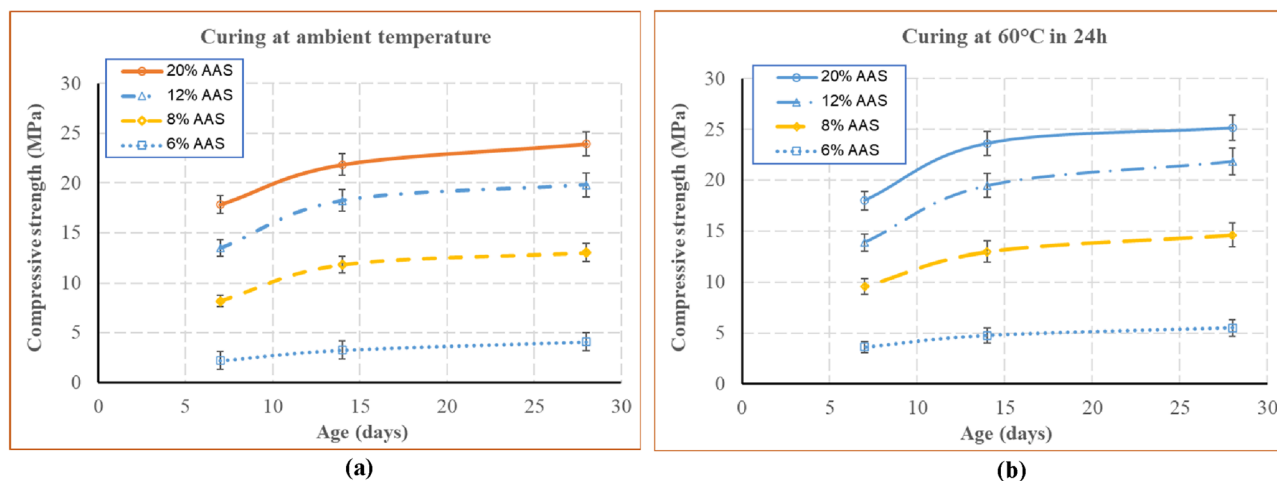 Curing at ambient temperature
20% AAS
12% AAS
8% AAS
6% AAS
Compressive strength (MPa)
30
25
20
15
10
5
0
0 5 10 15 20 25 30
Age (days)
(a)
Curing at 60°C in 24h
20% AAS
12% AAS
8% AAS
6% AAS
Compressive strength (MPa)
30
25
20
15
10
5
0
0 5 10 15 20 25 30
Age (days)
(b)